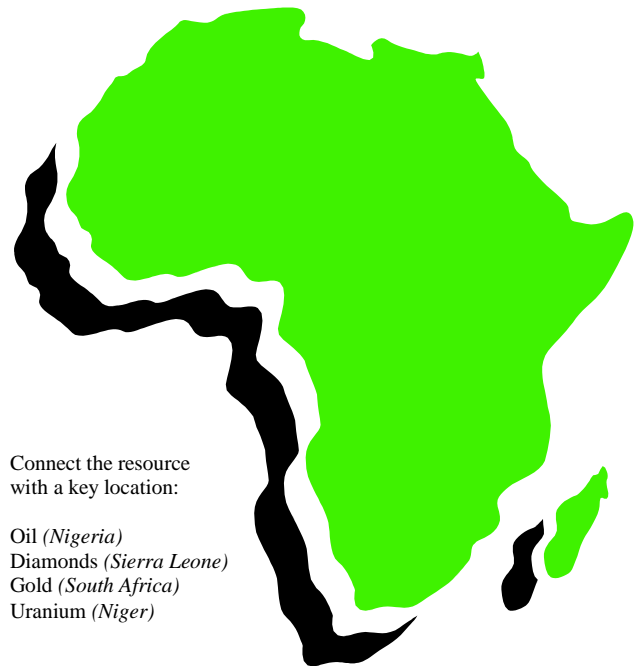 Connect the resource
with a key location:
Oil (Nigeria)
Diamonds (Sierra Leone)
Gold (South Africa)
Uranium (Niger)